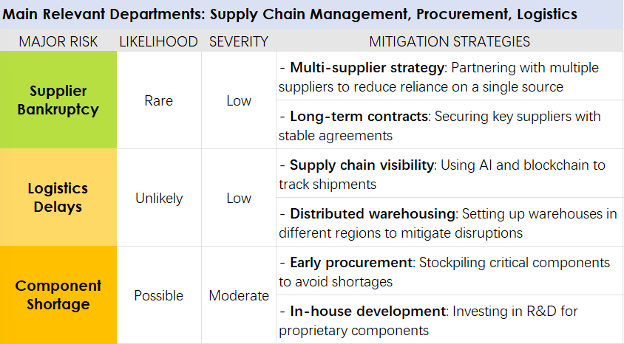 Main Relevant Departments: Supply Chain Management, Procurement, Logistics
MAJOR RISK LIKELIHOOD SEVERITY MITIGATION STRATEGIES
Supplier
Bankruptcy
Rare
Low
- Multi-supplier strategy: Partnering with multiple
suppliers to reduce reliance on a single source
- Long-term contracts: Securing key suppliers with
stable agreements
Logistics
Delays
Unlikely
Low
- Supply chain visibility: Using AI and blockchain to
track shipments
- Distributed warehousing: Setting up warehouses in
different regions to mitigate disruptions
Component
Shortage
Possible
Moderate
- Early procurement: Stockpiling critical components
to avoid shortages
- In-house development: Investing in R&D for
proprietary components